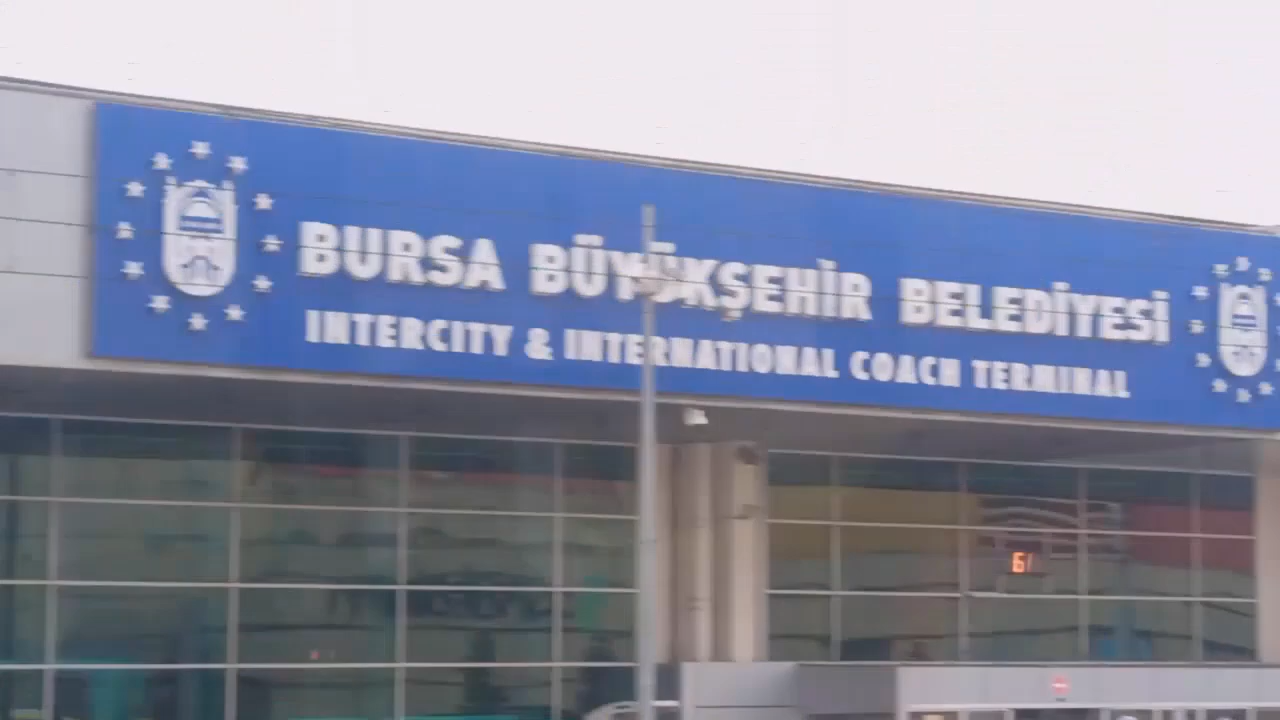 BURSA BÜYÜKŞEHİR BELEDİYESİ
INTERCITY & INTERNATIONAL COACH TERMINAL